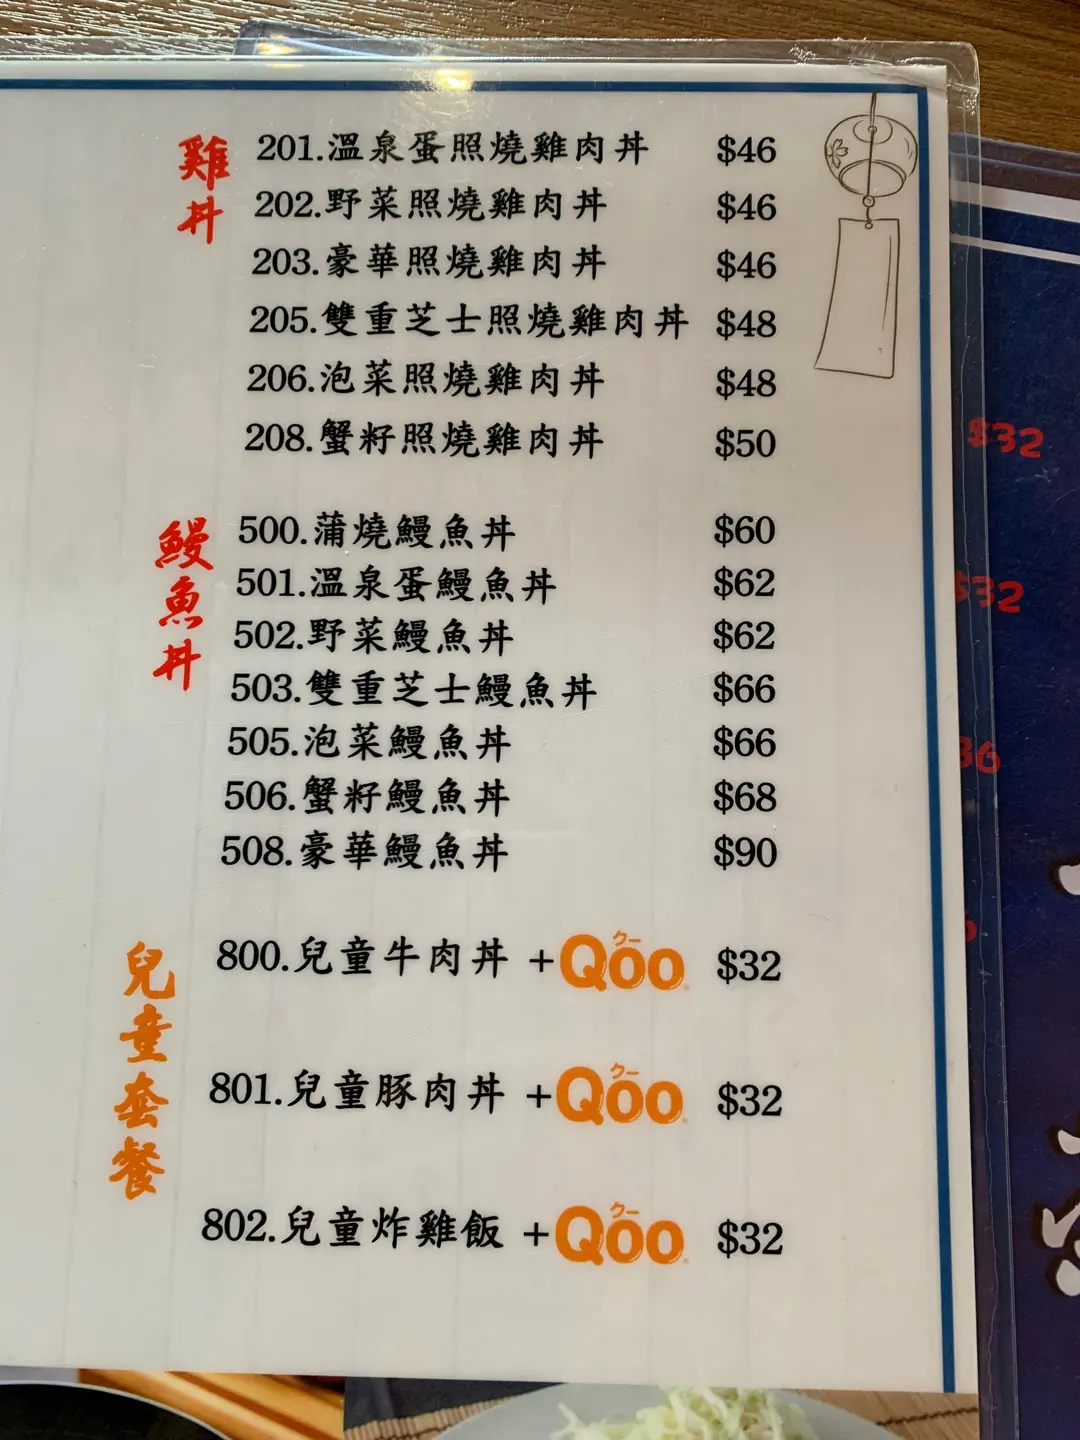 雞丼
201.溫泉蛋照燒雞肉丼 $46
202.野菜照燒雞肉丼 $46
203.豪華照燒雞肉丼 $46
205.雙重芝士照燒雞肉丼 $48
206.泡菜照燒雞肉丼 $48
208.蟹籽照燒雞肉丼 $50
鰻魚丼
500.蒲燒鰻魚丼 $60
501.溫泉蛋鰻魚丼 $62
502.野菜鰻魚丼 $62
503.雙重芝士鰻魚丼 $66
505.泡菜鰻魚丼 $66
506.蟹籽鰻魚丼 $68
508.豪華鰻魚丼 $90
兒童套餐
800.兒童牛肉丼 +Qoo クー $32
801.兒童豚肉丼 +Qoo クー $32
802.兒童炸雞飯 +Qoo クー $32
$32
$32
36